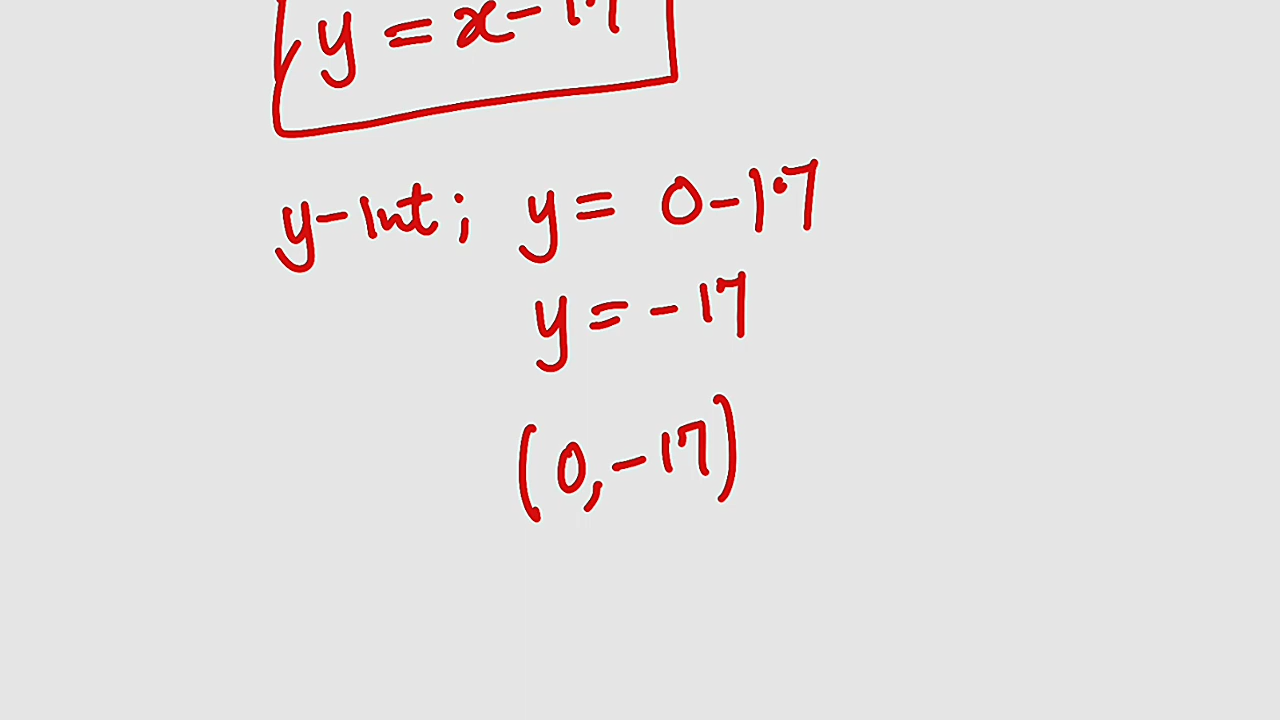 y = x - 17
y-int; y = 0 - 17
y = - 17
(0, - 17)